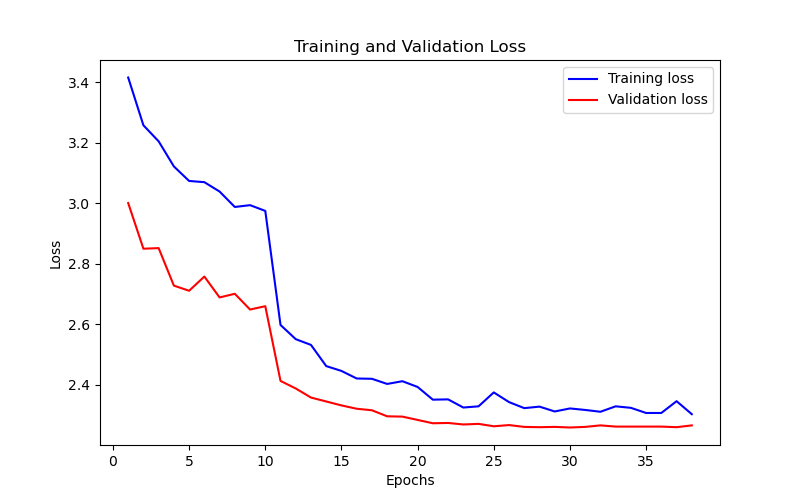 Training and Validation Loss
Training loss
Validation loss
3.4
3.2
3.0
2.8
2.6
2.4
Loss
0 5 10 15 20 25 30 35
Epochs